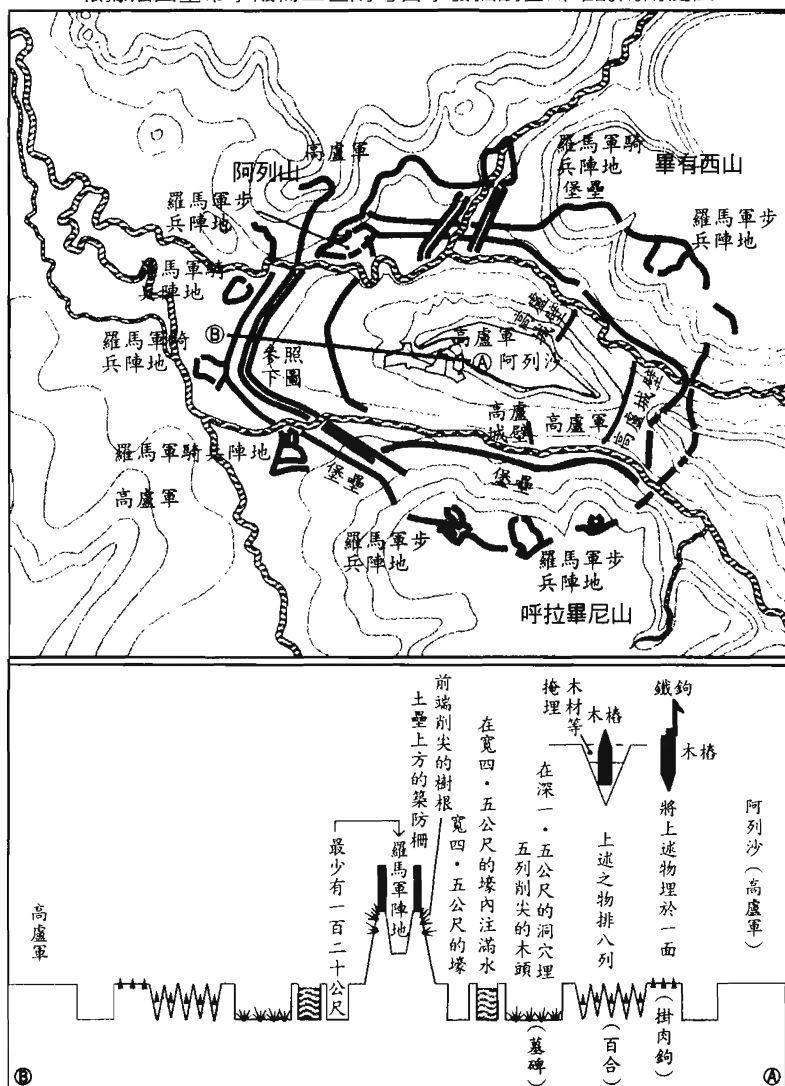 高盧軍
阿列山
羅馬軍騎
兵陣地
堡壘
畢有西山
羅馬軍步
兵陣地
羅馬軍步
兵陣地
羅馬軍騎
兵陣地
羅馬軍騎
兵陣地
Ⓑ
參照
下圖
高盧軍
Ⓐ阿列沙
高盧
城壁
高盧
城壁
高盧軍
高盧城壁
羅馬軍騎兵陣地
高盧軍
堡壘
堡壘
羅馬軍步
兵陣地
羅馬軍步
兵陣地
呼拉畢尼山
阿列沙(高盧軍)
鐵鉤
木樁
將上述物埋於一面
(掛肉鉤)
木材等
掩埋
木樁
上述之物排八列
(百合)
在深一・五公尺的洞穴埋
五列削尖的木頭
(墓碑)
在寬四・五公尺的壕內注滿水
寬四・五公尺的壕
前端削尖的樹根
土壘上方的築防柵
羅馬軍陣地
最少有一百二十公尺
高盧軍
Ⓑ
Ⓐ